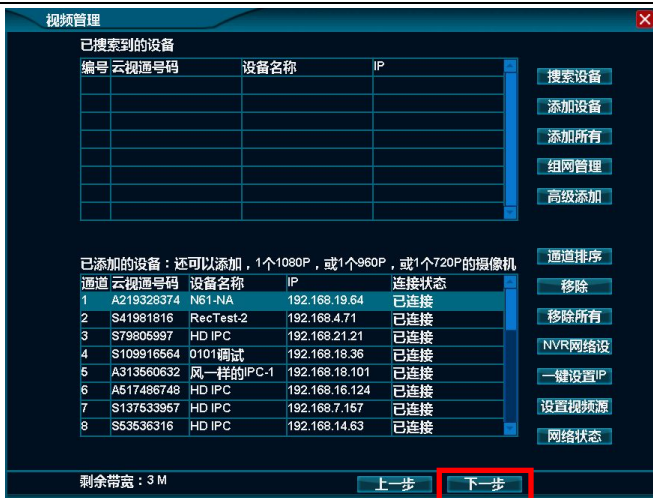 视频管理
已搜索到的设备
编号 云视通号码 设备名称 IP
搜索设备
添加设备
添加所有
组网管理
高级添加
已添加的设备：还可以添加，1个1080P，或1个960P，或1个720P的摄像机
通道 云视通号码 设备名称 IP 连接状态
1 A219328374 N61-NA 192.168.19.64 已连接
2 S41981816 RecTest-2 192.168.4.71 已连接
3 S79805997 HD IPC 192.168.21.21 已连接
4 S109916564 0101调试 192.168.18.36 已连接
5 A313560632 风一样的IPC-1 192.168.18.101 已连接
6 A517486748 HD IPC 192.168.16.124 已连接
7 S137533957 HD IPC 192.168.7.157 已连接
8 S53536316 HD IPC 192.168.14.63 已连接
通道排序
移除
移除所有
NVR网络设
一键设置IP
设置视频源
网络状态
剩余带宽：3 M
上一步
下一步